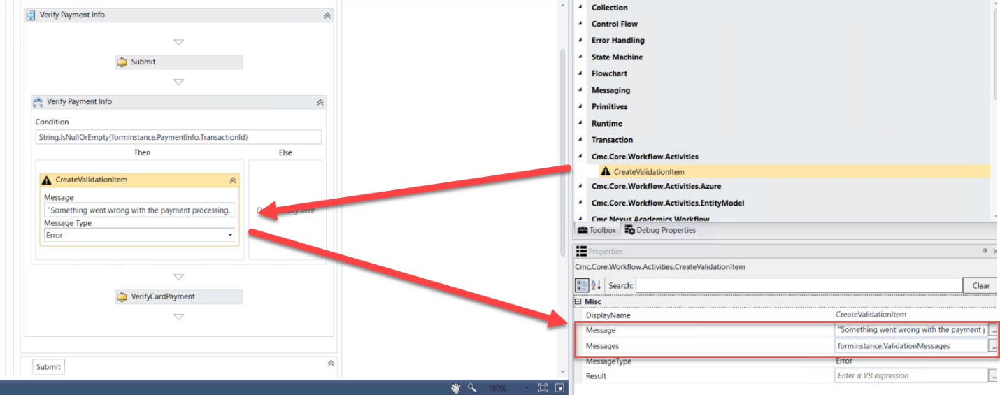 Verify Payment Info
Submit
Verify Payment Info
Condition
String.IsNullOrEmpty(forminstance.PaymentInfo.TransactionId)
Then
Else
CreateValidationItem
Message
"Something went wrong with the payment processing.
Message Type
Error
here
VerifyCardPayment
Submit
100%
Collection
Control Flow
Error Handling
State Machine
Flowchart
Messaging
Primitives
Runtime
Transaction
Cmc.Core.Workflow.Activities
CreateValidationItem
Cmc.Core.Workflow.Activities.Azure
Cmc.Core.Workflow.Activities.EntityModel
Cmc.Nexus.Academics.Workflow
Toolbox
Debug Properties
Properties
Cmc.Core.Workflow.Activities.CreateValidationItem
Search:
Clear
Misc
DisplayName CreateValidationItem
Message "Something went wrong with the payment p ...
Messages forminstance.ValidationMessages ...
MessageType Error
Result Enter a VB expression ...